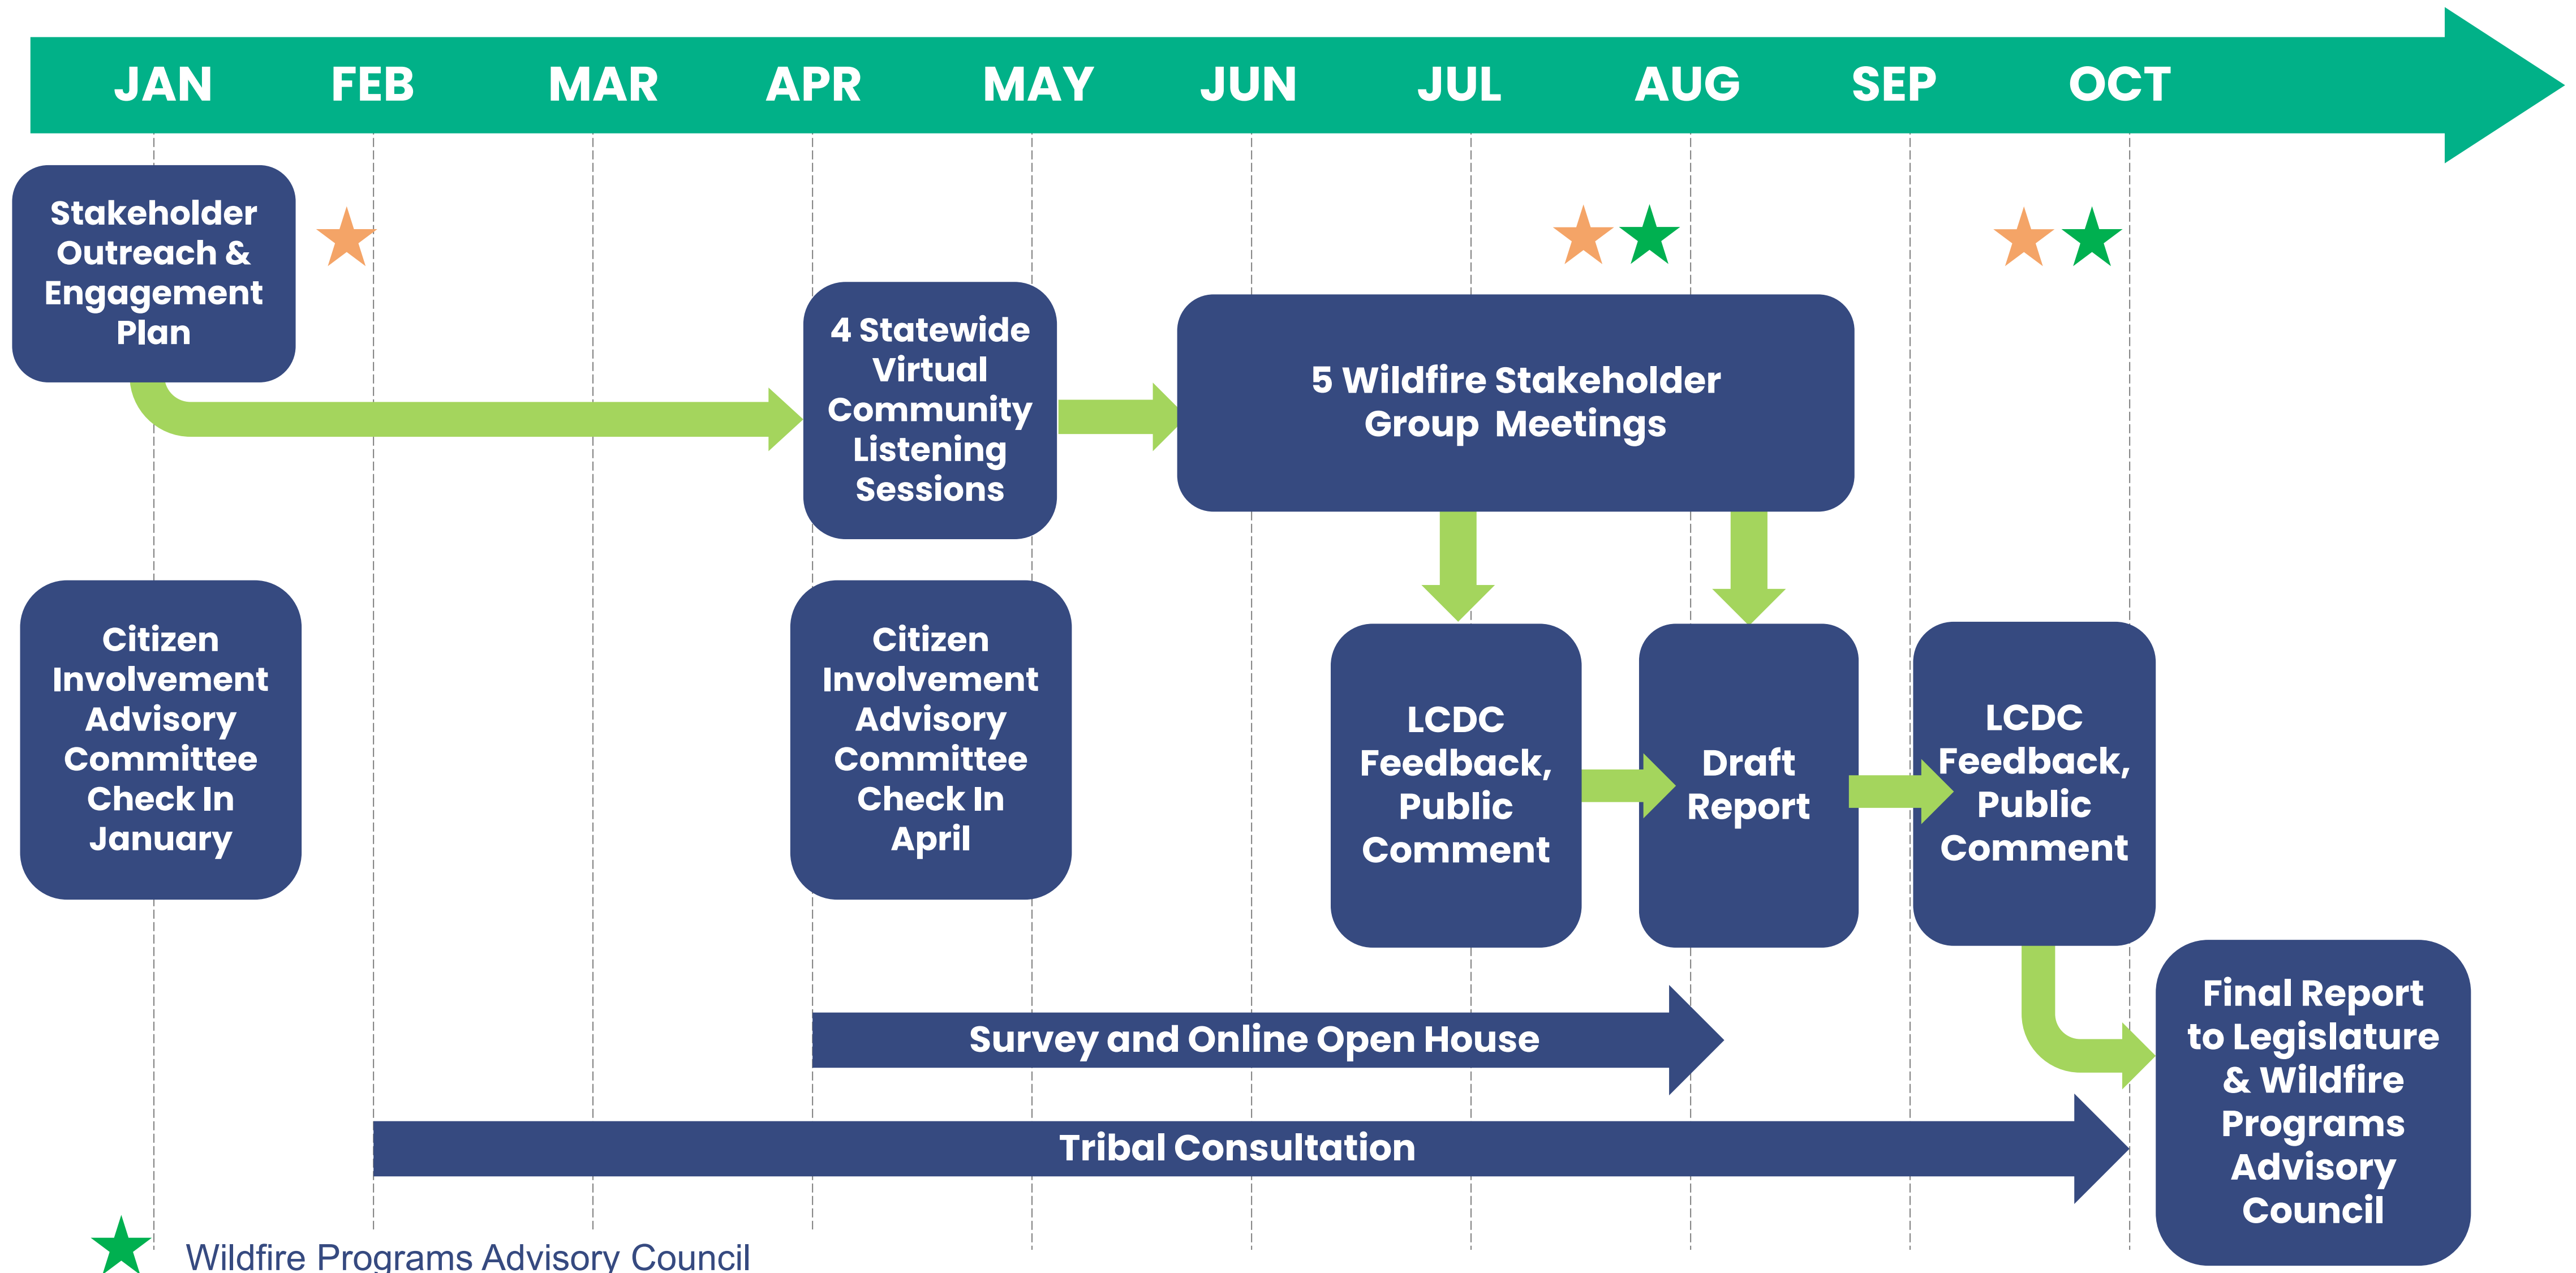 JAN FEB MAR APR MAY JUN JUL AUG SEP OCT
Stakeholder
Outreach &
Engagement
Plan
4 Statewide
Virtual
Community
Listening
Sessions
5 Wildfire Stakeholder
Group Meetings
Citizen
Involvement
Advisory
Committee
Check In
January
Citizen
Involvement
Advisory
Committee
Check In
April
LCDC
Feedback,
Public
Comment
Draft
Report
LCDC
Feedback,
Public
Comment
Final Report
to Legislature
& Wildfire
Programs
Advisory
Council
Survey and Online Open House
Tribal Consultation
Wildfire Programs Advisory Council